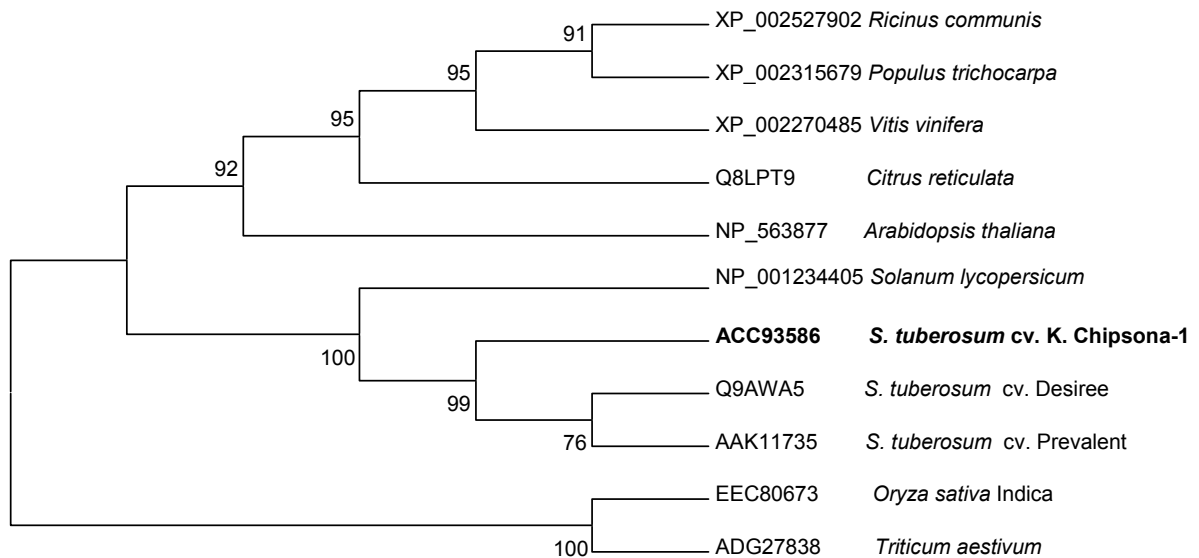 XP_002527902 Ricinus communis
91
XP_002315679 Populus trichocarpa
95
XP_002270485 Vitis vinifera
95
Q8LPT9 Citrus reticulata
92
NP_563877 Arabidopsis thaliana
NP_001234405 Solanum lycopersicum
ACC93586 S. tuberosum cv. K. Chipsona-1
100
Q9AWA5 S. tuberosum cv. Desiree
99
AAK11735 S. tuberosum cv. Prevalent
76
EEC80673 Oryza sativa Indica
ADG27838 Triticum aestivum
100